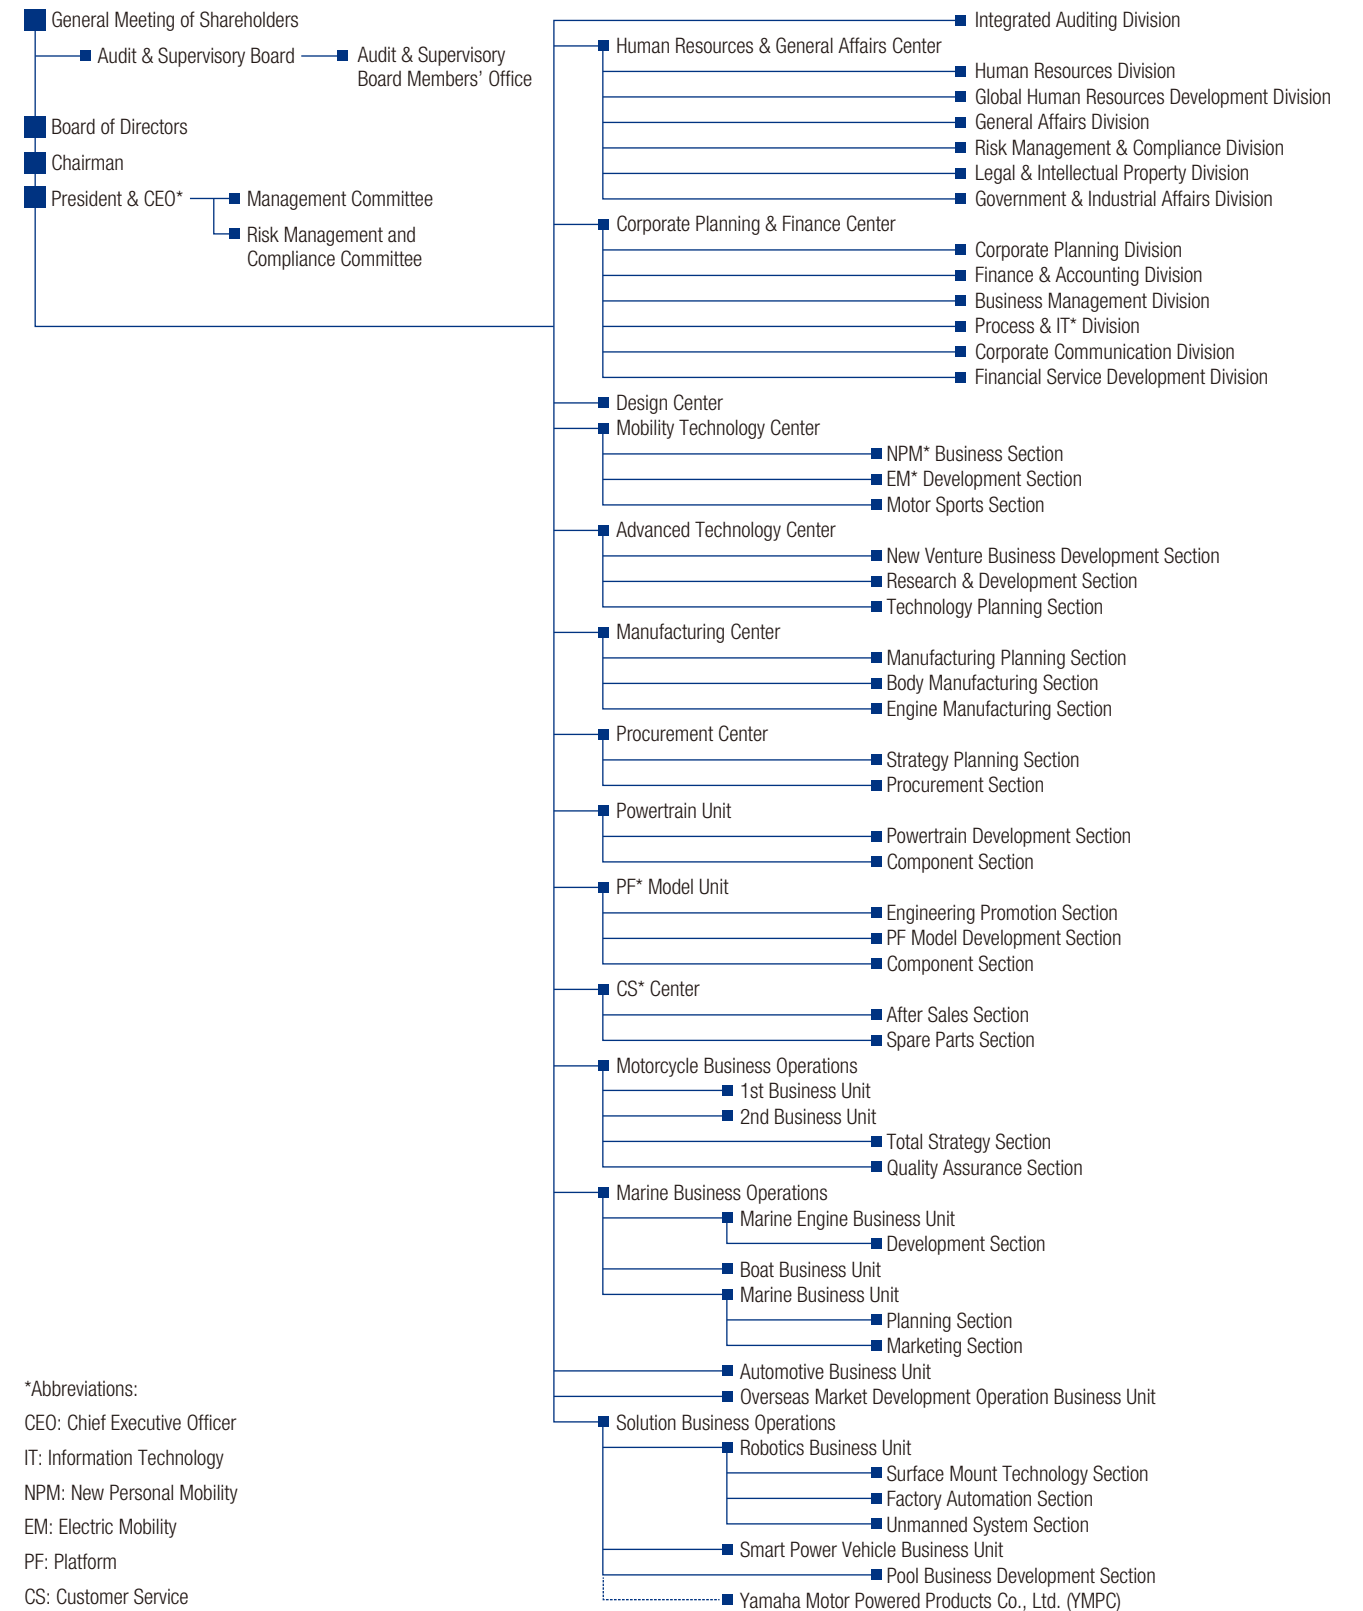 General Meeting of Shareholders
Audit & Supervisory Board
Audit & Supervisory
Board Members’ Office
Board of Directors
Chairman
President & CEO*
Management Committee
Risk Management and
Compliance Committee
Integrated Auditing Division
Human Resources & General Affairs Center
Human Resources Division
Global Human Resources Development Division
General Affairs Division
Risk Management & Compliance Division
Legal & Intellectual Property Division
Government & Industrial Affairs Division
Corporate Planning & Finance Center
Corporate Planning Division
Finance & Accounting Division
Business Management Division
Process & IT* Division
Corporate Communication Division
Financial Service Development Division
Design Center
Mobility Technology Center
NPM* Business Section
EM* Development Section
Motor Sports Section
Advanced Technology Center
New Venture Business Development Section
Research & Development Section
Technology Planning Section
Manufacturing Center
Manufacturing Planning Section
Body Manufacturing Section
Engine Manufacturing Section
Procurement Center
Strategy Planning Section
Procurement Section
Powertrain Unit
Powertrain Development Section
Component Section
PF* Model Unit
Engineering Promotion Section
PF Model Development Section
Component Section
CS* Center
After Sales Section
Spare Parts Section
Motorcycle Business Operations
1st Business Unit
2nd Business Unit
Total Strategy Section
Quality Assurance Section
Marine Business Operations
Marine Engine Business Unit
Development Section
Boat Business Unit
Marine Business Unit
Planning Section
Marketing Section
Automotive Business Unit
Overseas Market Development Operation Business Unit
Solution Business Operations
Robotics Business Unit
Surface Mount Technology Section
Factory Automation Section
Unmanned System Section
Smart Power Vehicle Business Unit
Pool Business Development Section
Yamaha Motor Powered Products Co., Ltd. (YMPC)
*Abbreviations:
CEO: Chief Executive Officer
IT: Information Technology
NPM: New Personal Mobility
EM: Electric Mobility
PF: Platform
CS: Customer Service